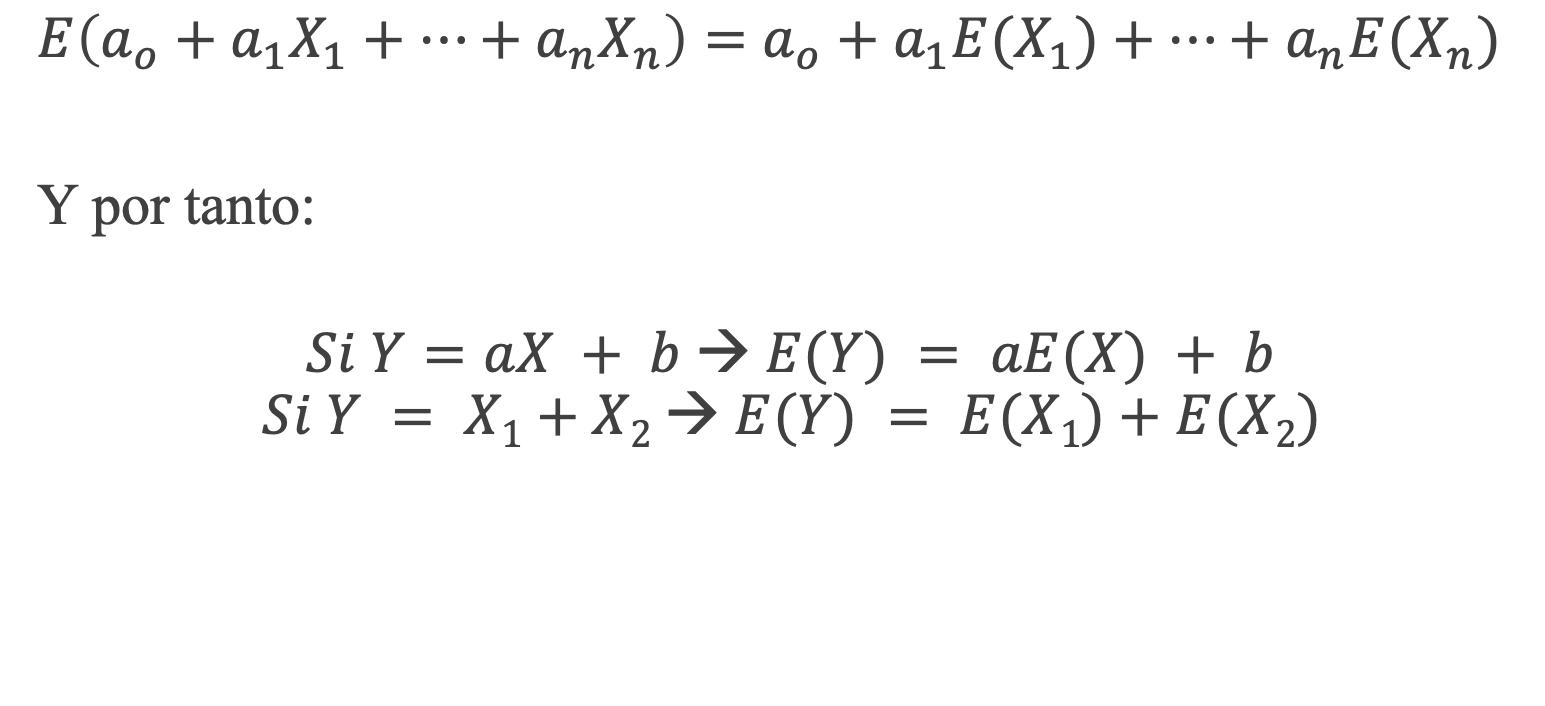 E(aₒ + a₁X₁ + ⋯ + aₙXₙ) = aₒ + a₁E(X₁) + ⋯ + aₙE(Xₙ)
Y por tanto:
Si Y = aX + b → E(Y) = aE(X) + b
Si Y = X₁ + X₂ → E(Y) = E(X₁) + E(X₂)